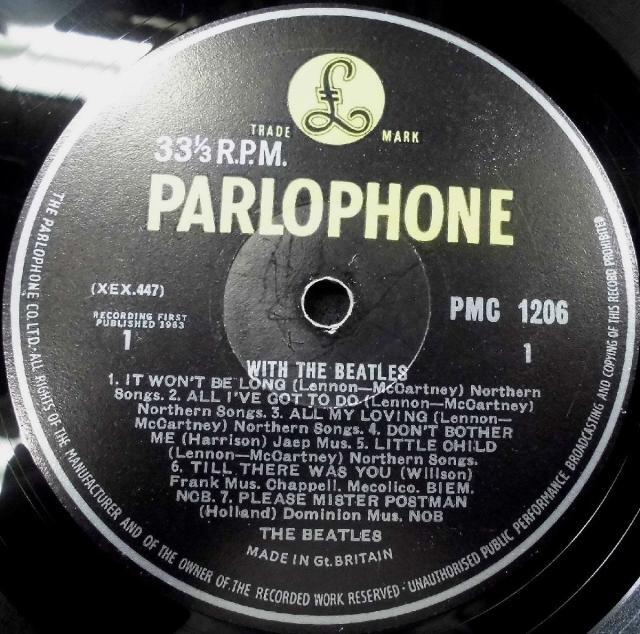 £
TRADE MARK
33⅓ R.P.M.
PARLOPHONE
(XEX.447)
PMC 1206
RECORDING FIRST
PUBLISHED 1963
1
1
WITH THE BEATLES
1. IT WON'T BE LONG (Lennon—McCartney) Northern
Songs. 2. ALL I'VE GOT TO DO (Lennon—McCartney)
Northern Songs. 3. ALL MY LOVING (Lennon—
McCartney) Northern Songs. 4. DON'T BOTHER
ME (Harrison) Jaep Mus. 5. LITTLE CHILD
(Lennon—McCartney) Northern Songs.
6. TILL THERE WAS YOU (Willson)
Frank Mus. Chappell. Mecolico. BIEM.
NCB. 7. PLEASE MISTER POSTMAN
(Holland) Dominion Mus. NCB
THE BEATLES
MADE IN Gt. BRITAIN
THE PARLOPHONE CO. LTD. · ALL RIGHTS OF THE MANUFACTURER AND OF THE OWNER OF THE RECORDED WORK RESERVED · UNAUTHORISED PUBLIC PERFORMANCE BROADCASTING AND COPYING OF THIS RECORD PROHIBITED